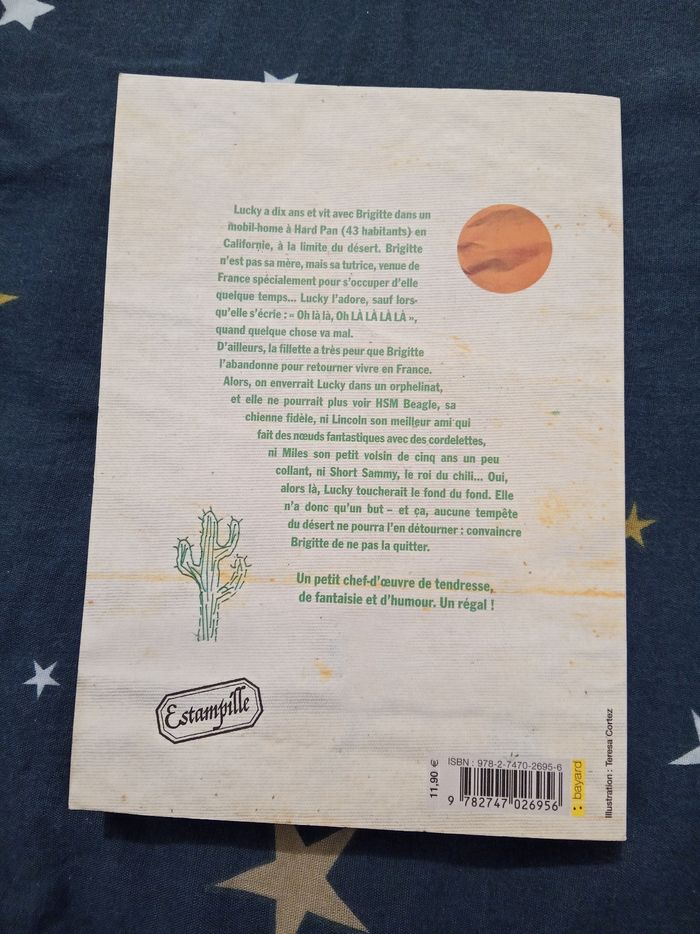 Lucky a dix ans et vit avec Brigitte dans un
mobil-home à Hard Pan (43 habitants) en
Californie, à la limite du désert. Brigitte
n'est pas sa mère, mais sa tutrice, venue de
France spécialement pour s'occuper d'elle
quelque temps... Lucky l'adore, sauf lors-
qu'elle s'écrie : « Oh là là, Oh LÀ LÀ LÀ LÀ »,
quand quelque chose va mal.
D'ailleurs, la fillette a très peur que Brigitte
l'abandonne pour retourner vivre en France.
Alors, on enverrait Lucky dans un orphelinat,
et elle ne pourrait plus voir HSM Beagle, sa
chienne fidèle, ni Lincoln son meilleur ami qui
fait des nœuds fantastiques avec des cordelettes,
ni Miles son petit voisin de cinq ans un peu
collant, ni Short Sammy, le roi du chili... Oui,
alors là, Lucky toucherait le fond du fond. Elle
n'a donc qu'un but – et ça, aucune tempête
du désert ne pourra l'en détourner : convaincre
Brigitte de ne pas la quitter.
Un petit chef-d'œuvre de tendresse,
de fantaisie et d'humour. Un régal !
Estampille
11,90 €
ISBN : 978-2-7470-2695-6
9 782747 026956
bayard
Illustration : Teresa Cortez